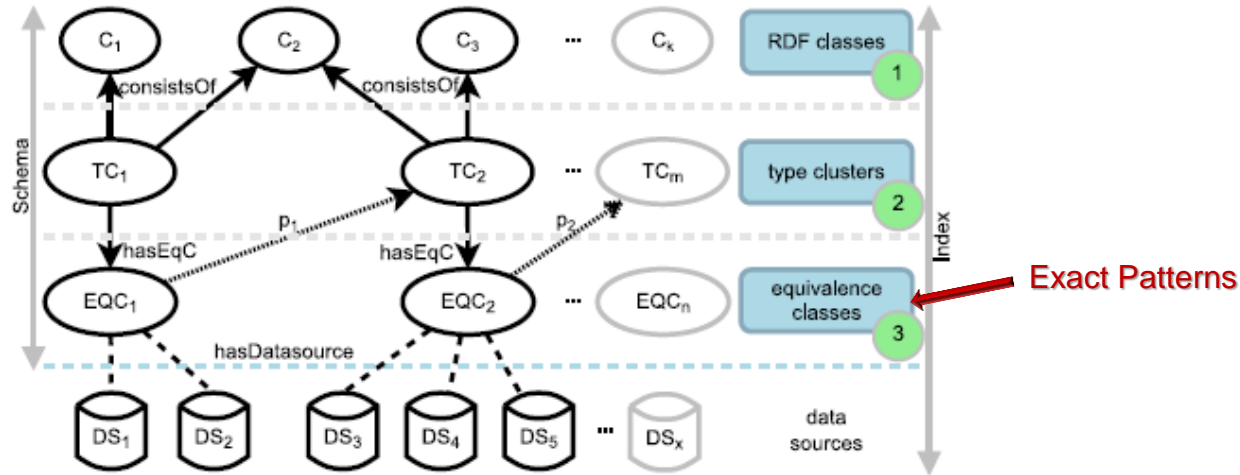 C1 C2 C3 ... Ck RDF classes
1
consistsOf consistsOf
Schema
TC1 TC2 ... TCm type clusters
2
p1 p2
Index
hasEqC hasEqC
Exact Patterns
EQC1 EQC2 ... EQCn equivalence
classes
3
hasDatasource
DS1 DS2 DS3 DS4 DS5 ... DSx data
sources